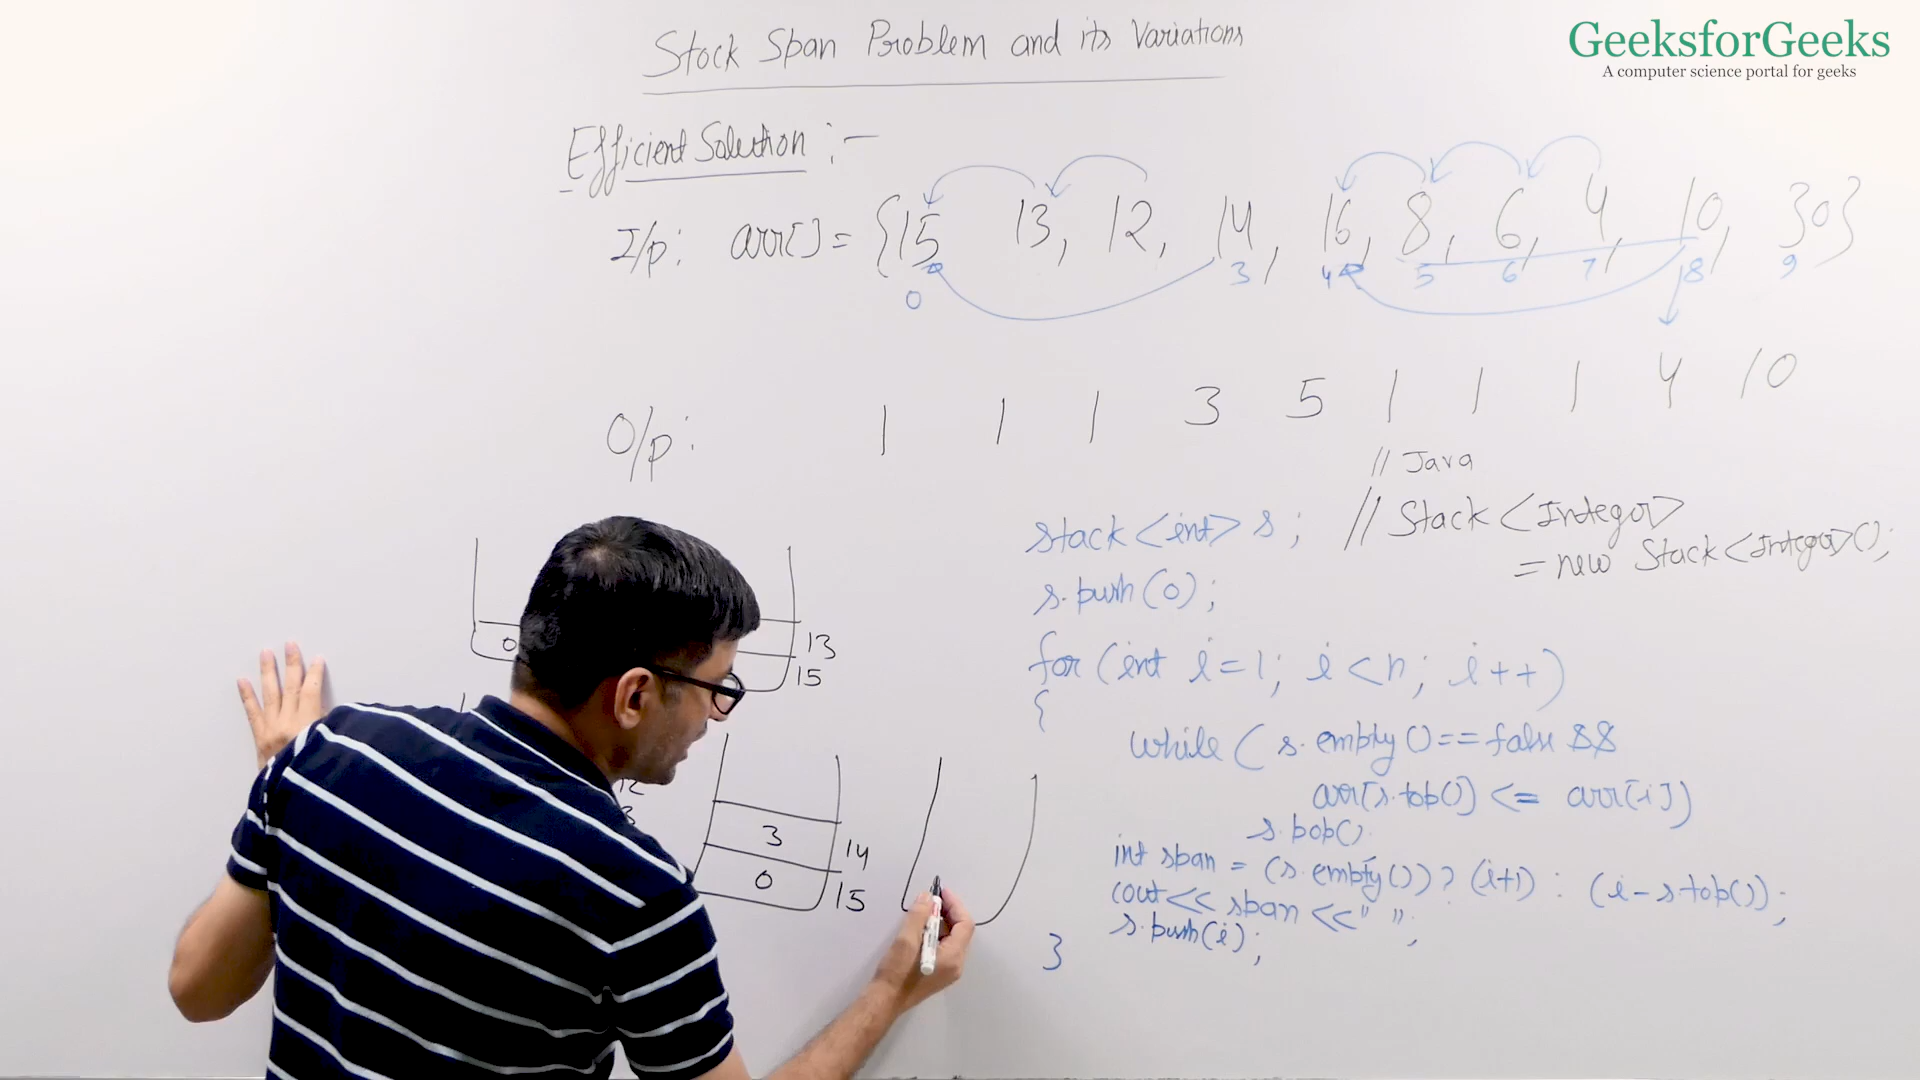 GeeksforGeeks
A computer science portal for geeks
Stock Span Problem and its Variations
Efficient Solution :-
I/p: arr[] = {15 13, 12, 14, 16, 8, 6, 4, 10, 30}
0 3 4 5 6 7 8 9
O/p: 1 1 1 3 5 1 1 1 4 10
// Java
stack <int> s; // Stack <Integer>
= new Stack<Integer>();
s.push(0);
for (int i=1; i<n; i++)
{
while ( s.empty()==false &&
arr[s.top()] <= arr[i])
s.pop()
int span = (s.empty())? (i+1) : (i-s.top());
cout<< span <<" ";
s.push(i);
}
0 13
15
12
3 14
0 15